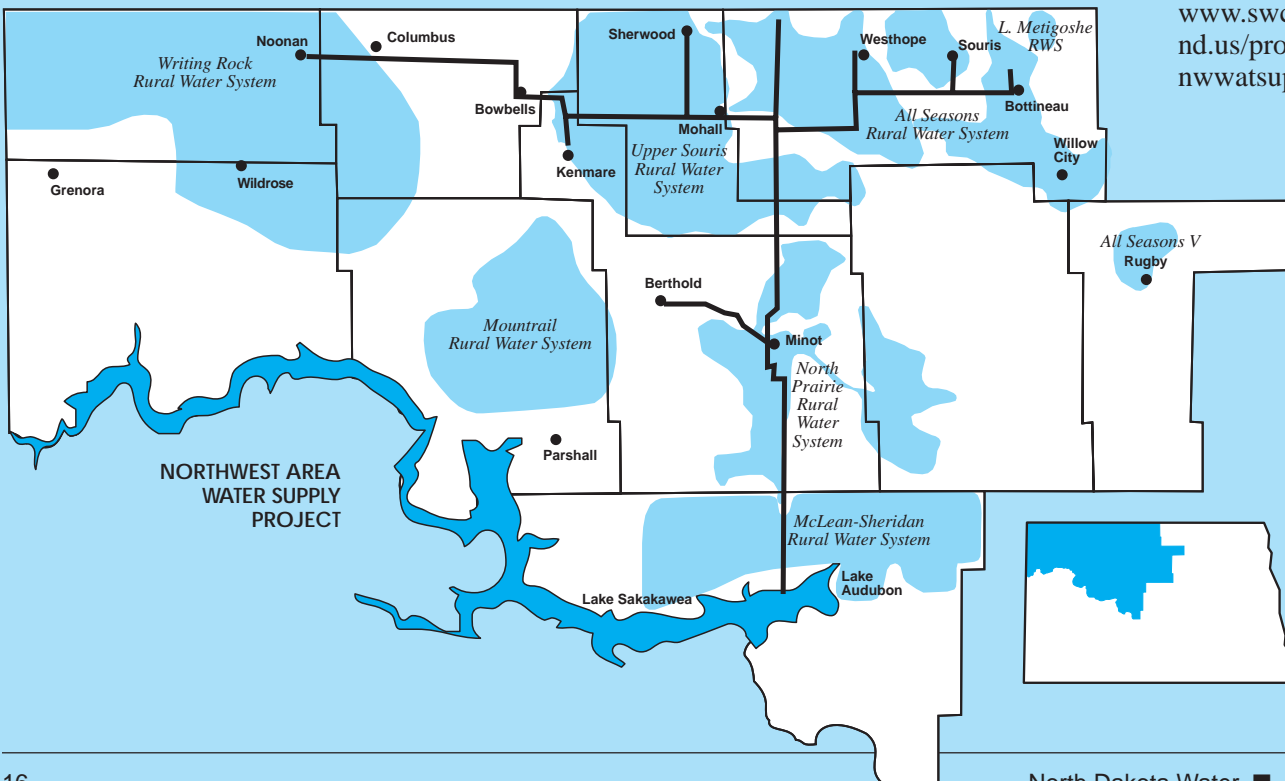 www.swc
nd.us/pro
nwwatsup
Noonan
Columbus
Sherwood
Westhope
Souris
L. Metigoshe
RWS
Writing Rock
Rural Water System
Bowbells
Mohall
All Seasons
Rural Water System
Bottineau
Grenora
Wildrose
Kenmare
Upper Souris
Rural Water
System
Willow
City
All Seasons V
Rugby
Berthold
Mountrail
Rural Water System
Minot
North
Prairie
Rural
Water
System
Parshall
NORTHWEST AREA
WATER SUPPLY
PROJECT
McLean-Sheridan
Rural Water System
Lake Sakakawea
Lake
Audubon
16
North Dakota Water